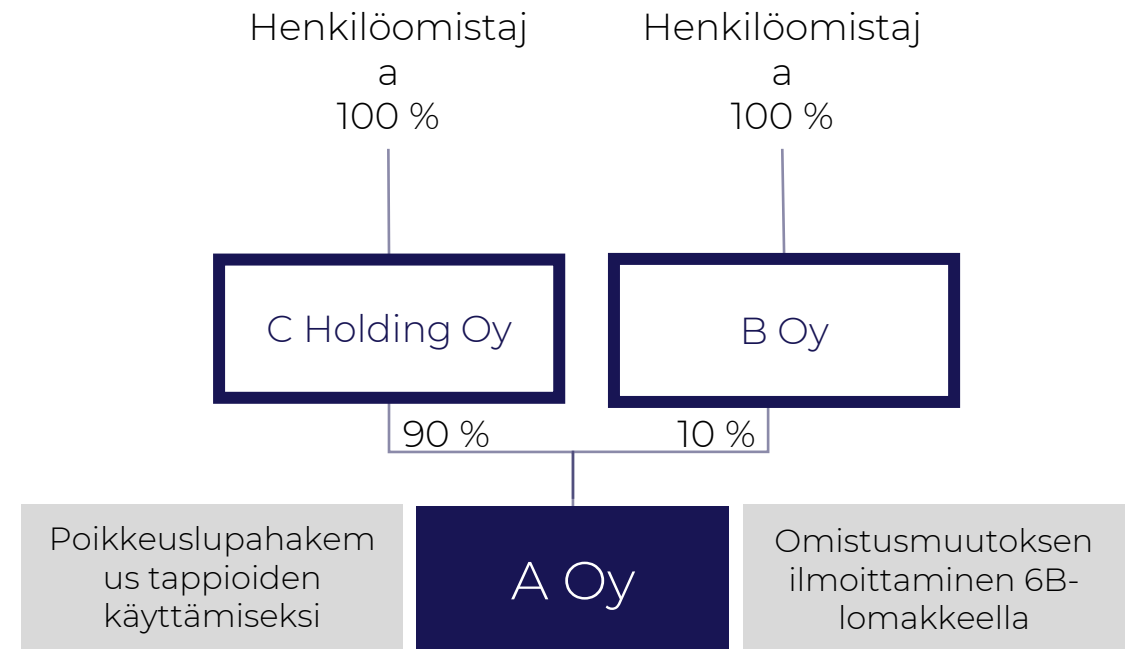 Henkilöomistaj
a
100 %
Henkilöomistaj
a
100 %
C Holding Oy
B Oy
90 %
10 %
Poikkeuslupahakem
us tappioiden
käyttämiseksi
A Oy
Omistusmuutoksen
ilmoittaminen 6B-
lomakkeella